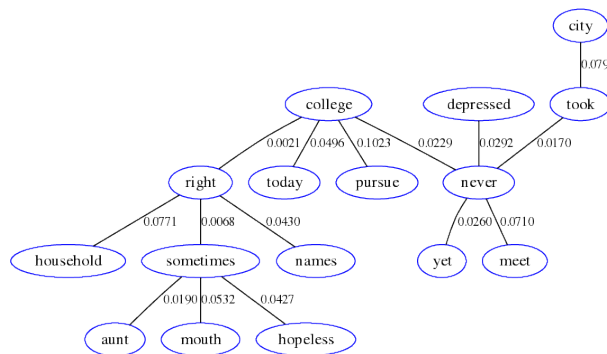 city
0.079
college depressed took
0.0021 0.0496 0.1023 0.0229 0.0292 0.0170
right today pursue never
0.0771 0.0068 0.0430 0.0260 0.0710
household sometimes names yet meet
0.0190 0.0532 0.0427
aunt mouth hopeless